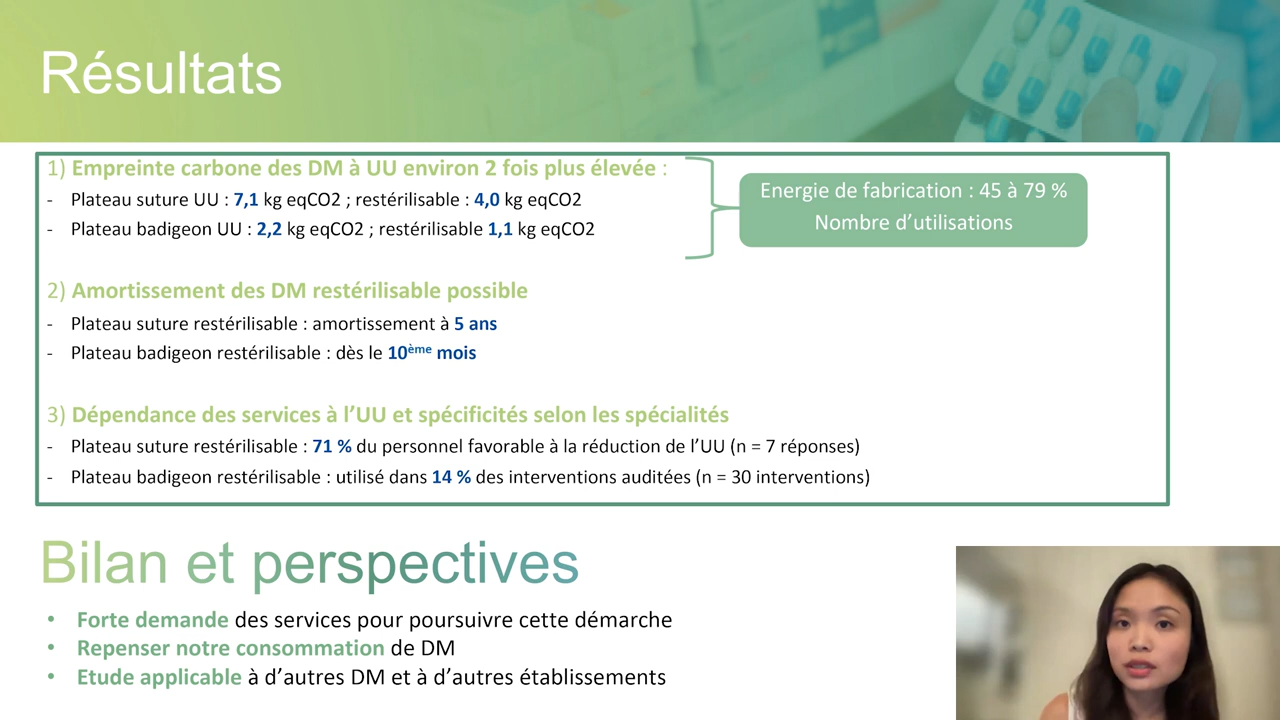 Résultats
1) Empreinte carbone des DM à UU environ 2 fois plus élevée :
- Plateau suture UU : 7,1 kg eqCO2 ; restérilisable : 4,0 kg eqCO2
- Plateau badigeon UU : 2,2 kg eqCO2 ; restérilisable 1,1 kg eqCO2
Energie de fabrication : 45 à 79 %
Nombre d’utilisations
2) Amortissement des DM restérilisable possible
- Plateau suture restérilisable : amortissement à 5 ans
- Plateau badigeon restérilisable : dès le 10ème mois
3) Dépendance des services à l’UU et spécificités selon les spécialités
- Plateau suture restérilisable : 71 % du personnel favorable à la réduction de l’UU (n = 7 réponses)
- Plateau badigeon restérilisable : utilisé dans 14 % des interventions auditées (n = 30 interventions)
Bilan et perspectives
• Forte demande des services pour poursuivre cette démarche
• Repenser notre consommation de DM
• Etude applicable à d’autres DM et à d’autres établissements